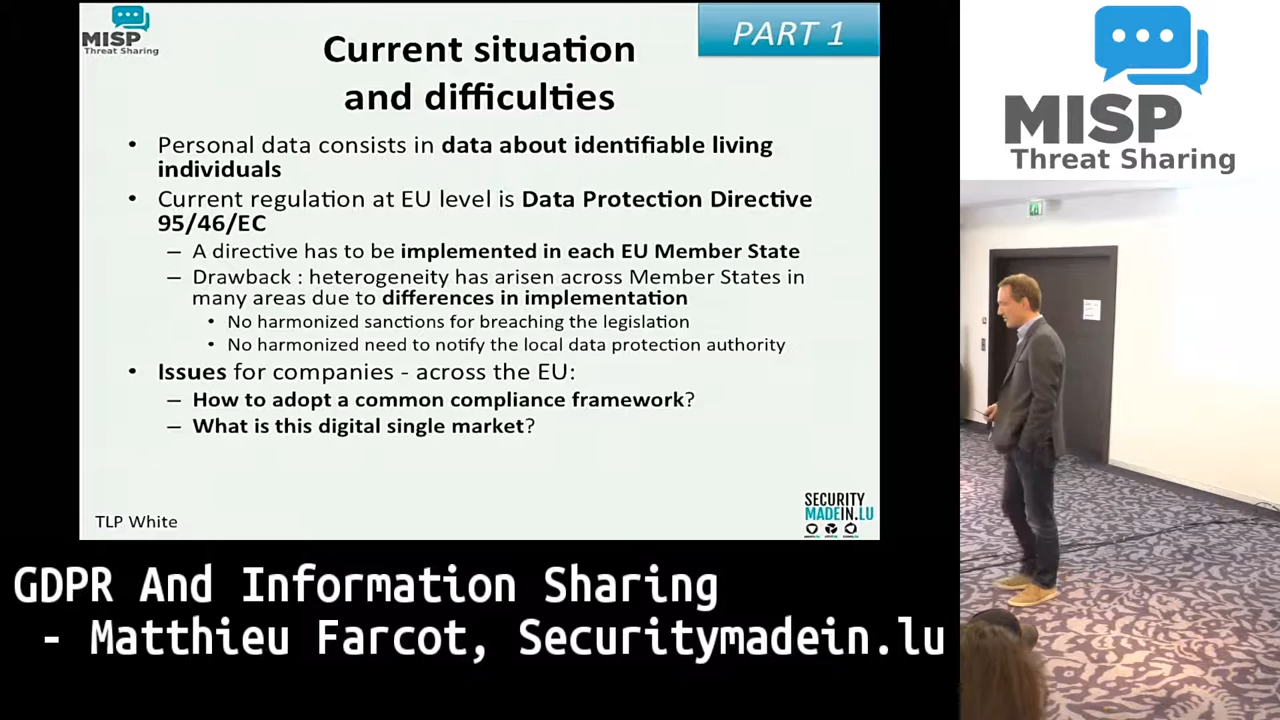 MISP
Threat Sharing
PART 1
Current situation
and difficulties
• Personal data consists in data about identifiable living
individuals
• Current regulation at EU level is Data Protection Directive
95/46/EC
– A directive has to be implemented in each EU Member State
– Drawback : heterogeneity has arisen across Member States in
many areas due to differences in implementation
• No harmonized sanctions for breaching the legislation
• No harmonized need to notify the local data protection authority
• Issues for companies - across the EU:
– How to adopt a common compliance framework?
– What is this digital single market?
TLP White
SECURITY
MADEIN.LU
MISP
Threat Sharing
GDPR And Information Sharing
- Matthieu Farcot, Securitymadein.lu